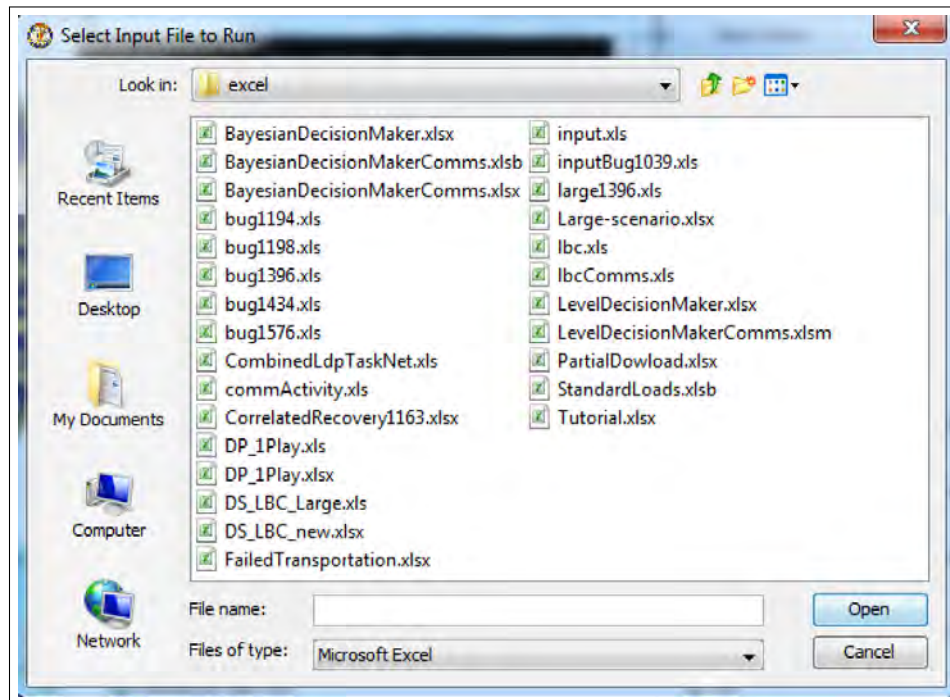 Select Input File to Run
Look in:
excel
Recent Items
Desktop
My Documents
Computer
Network
BayesianDecisionMaker.xlsx
BayesianDecisionMakerComms.xlsb
BayesianDecisionMakerComms.xlsx
bug1194.xls
bug1198.xls
bug1396.xls
bug1434.xls
bug1576.xls
CombinedLdpTaskNet.xls
commActivity.xls
CorrelatedRecovery1163.xlsx
DP_1Play.xls
DP_1Play.xlsx
DS_LBC_Large.xls
DS_LBC_new.xlsx
FailedTransportation.xlsx
input.xls
inputBug1039.xls
large1396.xls
Large-scenario.xlsx
lbc.xls
lbcComms.xls
LevelDecisionMaker.xlsx
LevelDecisionMakerComms.xlsm
PartialDowload.xlsx
StandardLoads.xlsb
Tutorial.xlsx
File name:
Open
Files of type:
Microsoft Excel
Cancel